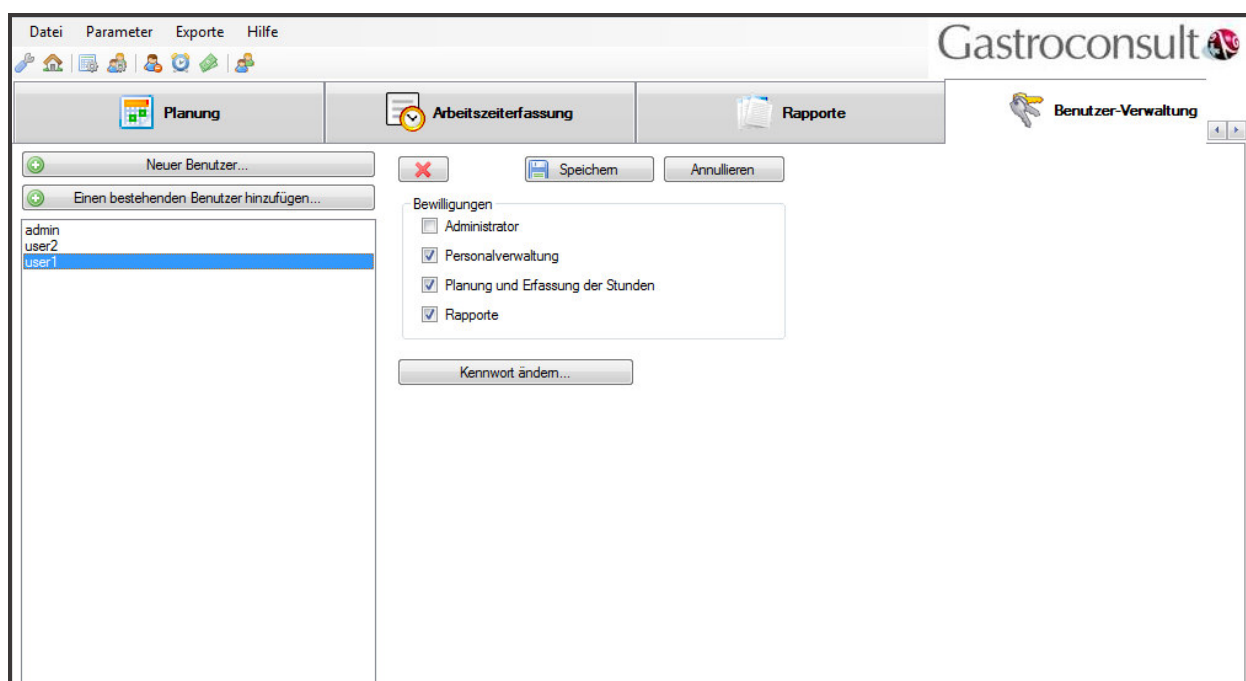 Datei Parameter Exporte Hilfe
Gastroconsult
Planung Arbeitszeiterfassung Rapporte Benutzer-Verwaltung
Neuer Benutzer...
Speichern Annullieren
Einen bestehenden Benutzer hinzufügen...
Bewilligungen
admin
user2
user1
Administrator
Personalverwaltung
Planung und Erfassung der Stunden
Rapporte
Kennwort ändern...